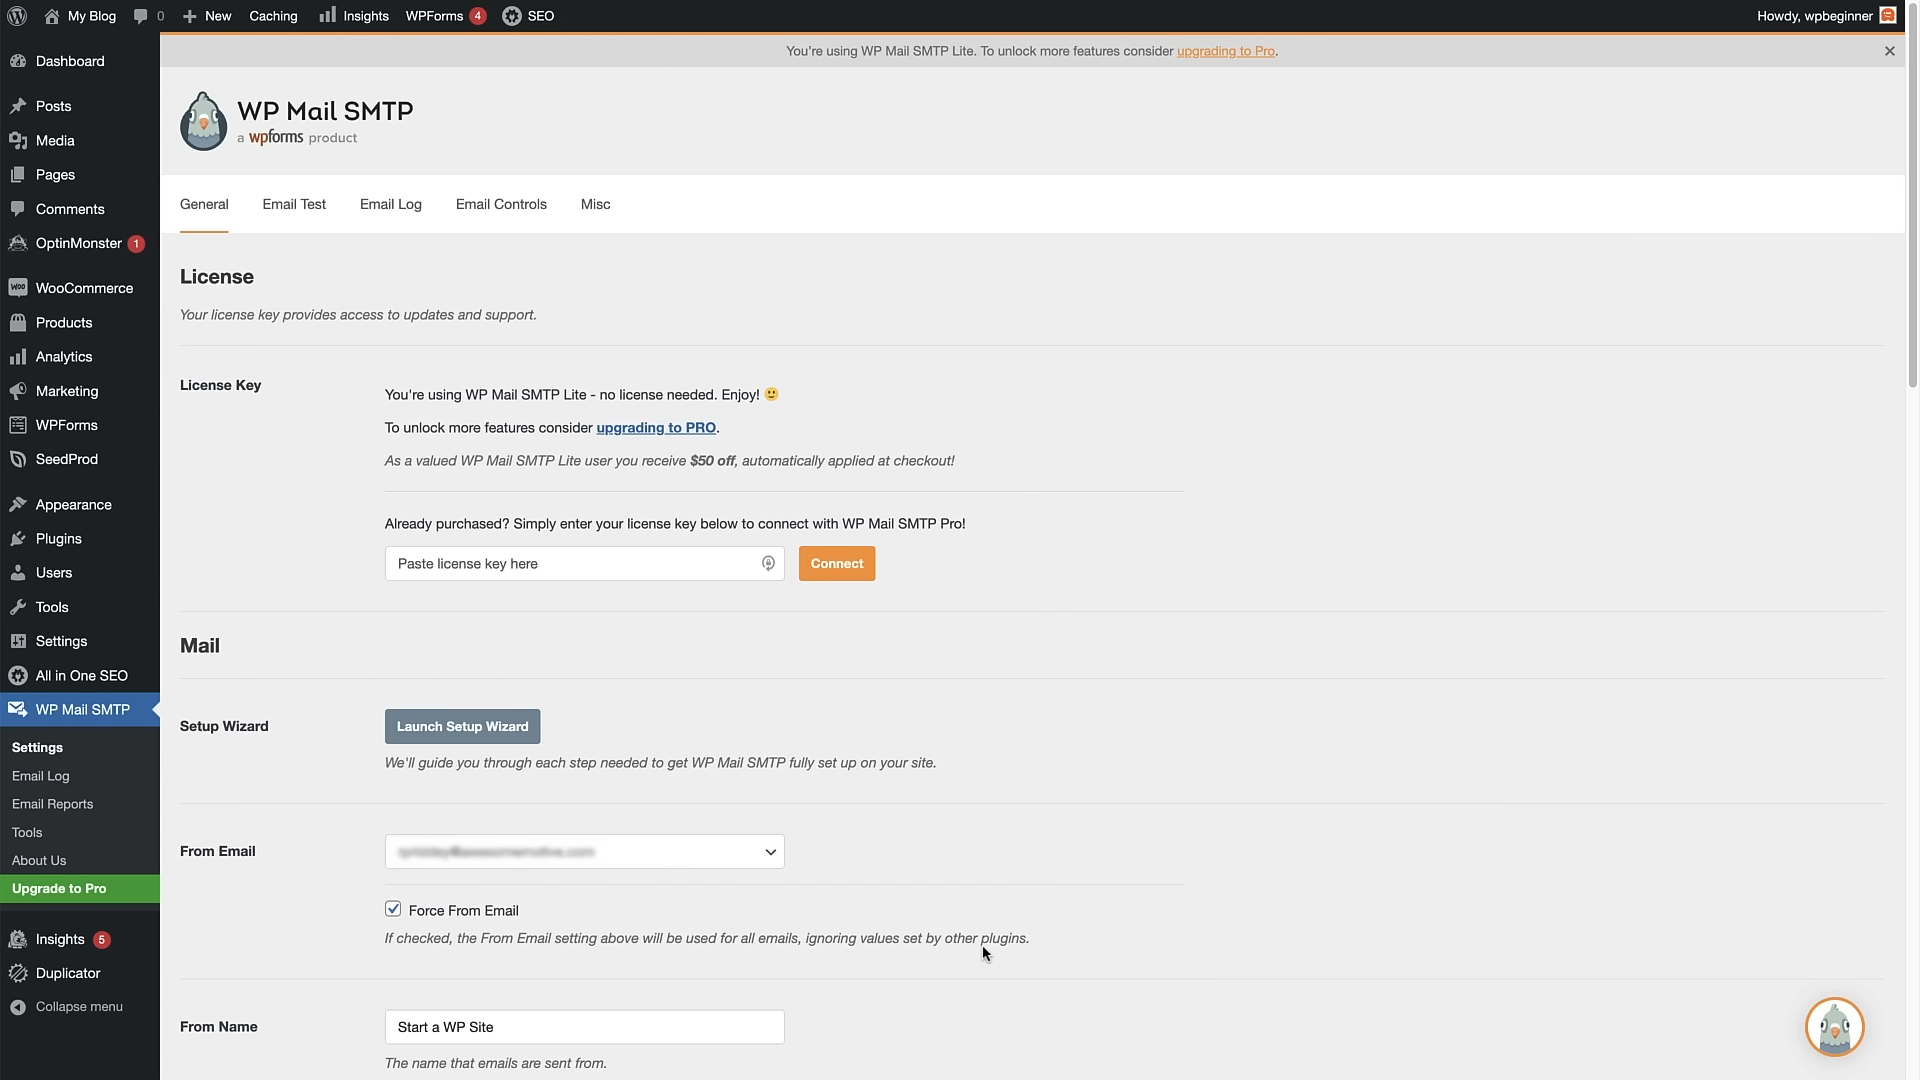 My Blog 0 New Caching Insights WPForms 4 SEO Howdy, wpbeginner
You're using WP Mail SMTP Lite. To unlock more features consider upgrading to Pro.
Dashboard
Posts
Media
Pages
Comments
OptinMonster 1
WooCommerce
Products
Analytics
Marketing
WPForms
SeedProd
Appearance
Plugins
Users
Tools
Settings
All in One SEO
WP Mail SMTP
Settings
Email Log
Email Reports
Tools
About Us
Upgrade to Pro
Insights 5
Duplicator
Collapse menu
WP Mail SMTP
a wpforms product
General Email Test Email Log Email Controls Misc
License
Your license key provides access to updates and support.
License Key
You're using WP Mail SMTP Lite - no license needed. Enjoy! 🙂
To unlock more features consider upgrading to PRO.
As a valued WP Mail SMTP Lite user you receive $50 off, automatically applied at checkout!
Already purchased? Simply enter your license key below to connect with WP Mail SMTP Pro!
Paste license key here Connect
Mail
Setup Wizard Launch Setup Wizard
We'll guide you through each step needed to get WP Mail SMTP fully set up on your site.
From Email
Force From Email
If checked, the From Email setting above will be used for all emails, ignoring values set by other plugins.
From Name Start a WP Site
The name that emails are sent from.